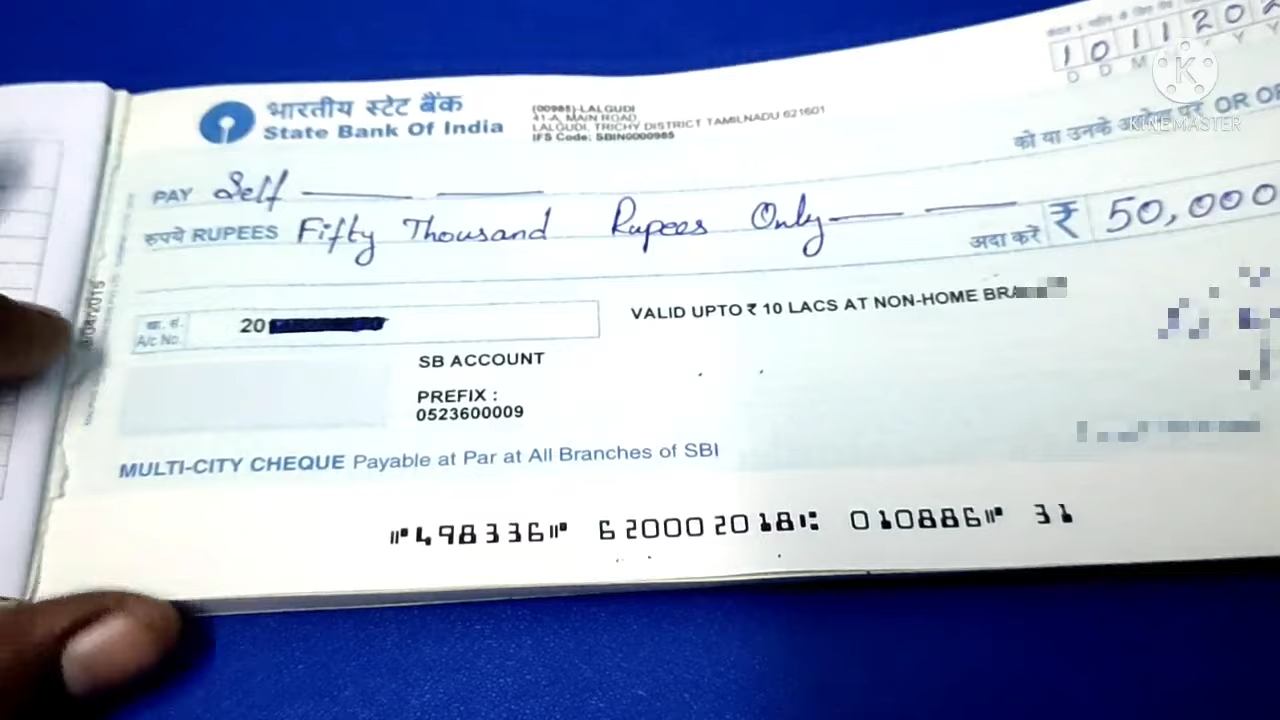 1 0 1 1 2 0 2
D D M Y Y Y
भारतीय स्टेट बैंक
State Bank Of India
(00985)-LALGUDI
41-A, MAIN ROAD,
LALGUDI, TRICHY DISTRICT TAMILNADU 621601
IFS Code: SBIN0000985
KINEMASTER
को या उनके आदेश पर OR OR
PAY Self
रुपये RUPEES Fifty Thousand Rupees Only
अदा करें ₹ 50,000
खा. सं.
A/c No.
20
VALID UPTO ₹ 10 LACS AT NON-HOME BRA
SB ACCOUNT
PREFIX :
0523600009
MULTI-CITY CHEQUE Payable at Par at All Branches of SBI
⑈498336⑈ 620002018⑆ 010886⑈ 31